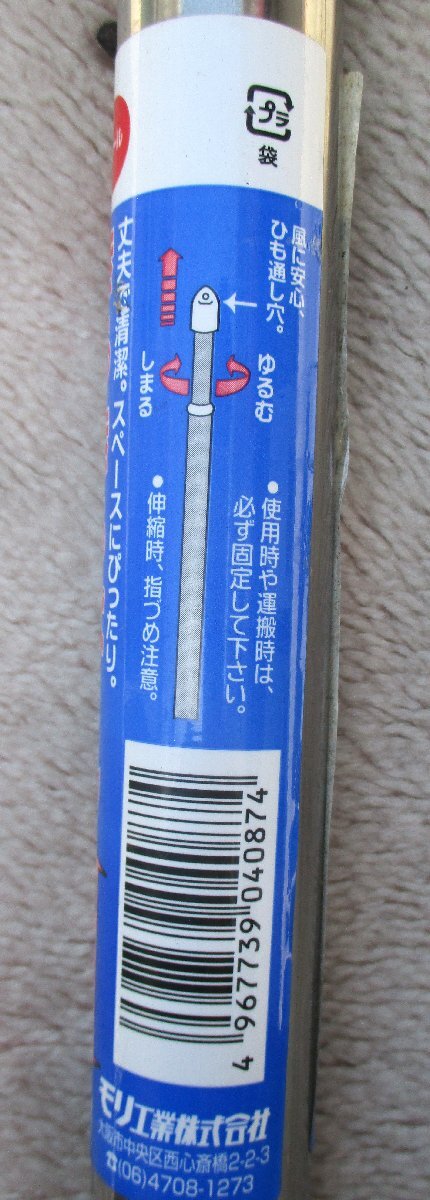 プラ
袋
風に安心、
ひも通し穴。
ゆるむ
しまる
●使用時や運搬時は、
必ず固定して下さい。
●伸縮時、指づめ注意。
丈夫で清潔。スペースにぴったり。
4 967739 040874
モリ工業株式会社
大阪市中央区西心斎橋2-2-3
☎(06)4708-1273